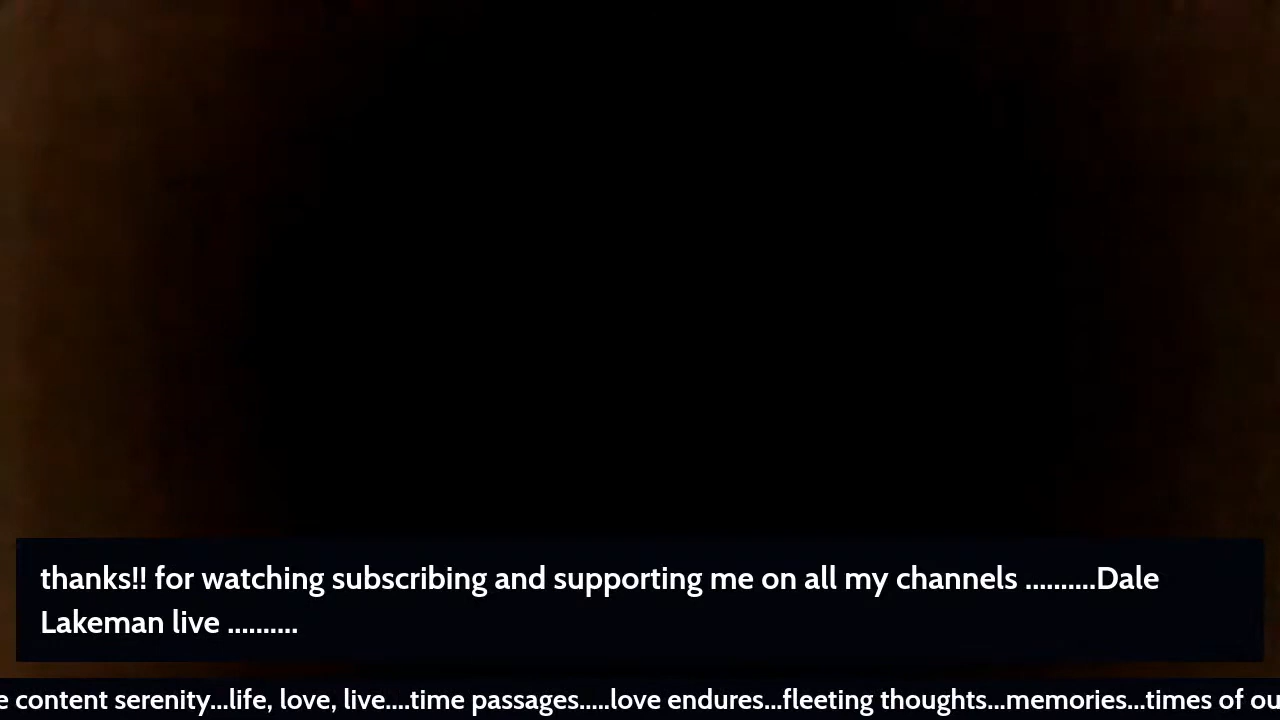 thanks!! for watching subscribing and supporting me on all my channels ..........Dale
Lakeman live ..........
content serenity...life, love, live....time passages.....love endures...fleeting thoughts...memories...times of